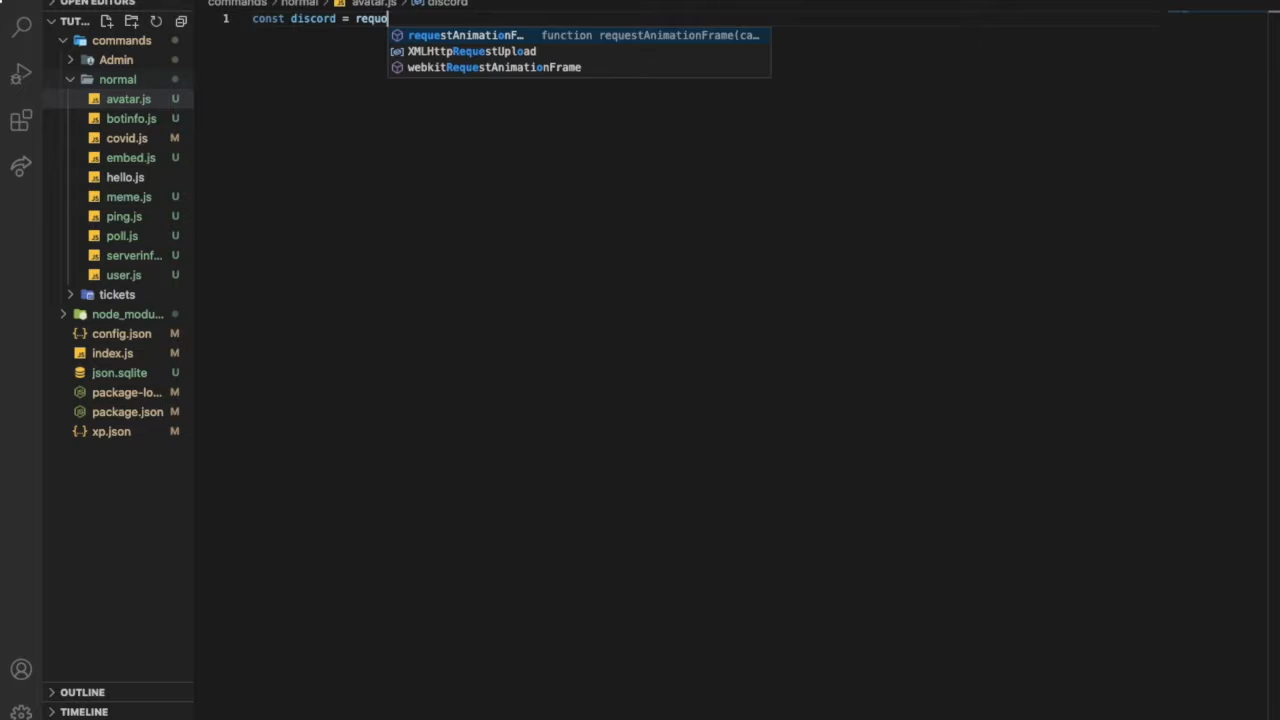 OPEN EDITORS
TUT...
commands
Admin
normal
avatar.js U
botinfo.js U
covid.js M
embed.js U
hello.js
meme.js U
ping.js U
poll.js U
serverinf... U
user.js U
tickets
node_modu...
config.json M
index.js M
json.sqlite U
package-lo... M
package.json M
xp.json M
OUTLINE
TIMELINE
commands > normal > avatar.js > discord
1 const discord = requo
requestAnimationF... function requestAnimationFrame(ca...
XMLHttpRequestUpload
webkitRequestAnimationFrame